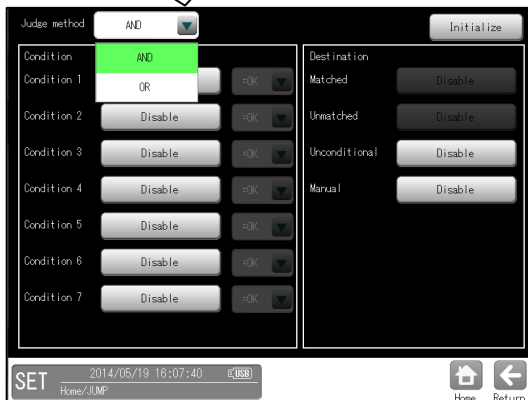 Judge method AND Initialize
Condition
AND
OR
Condition 1 =OK
Condition 2 Disable =OK
Condition 3 Disable =OK
Condition 4 Disable =OK
Condition 5 Disable =OK
Condition 6 Disable =OK
Condition 7 Disable =OK
Destination
Matched Disable
Unmatched Disable
Unconditional Disable
Manual Disable
SET 2014/05/19 16:07:40 USB
Home/JUMP
Home Return